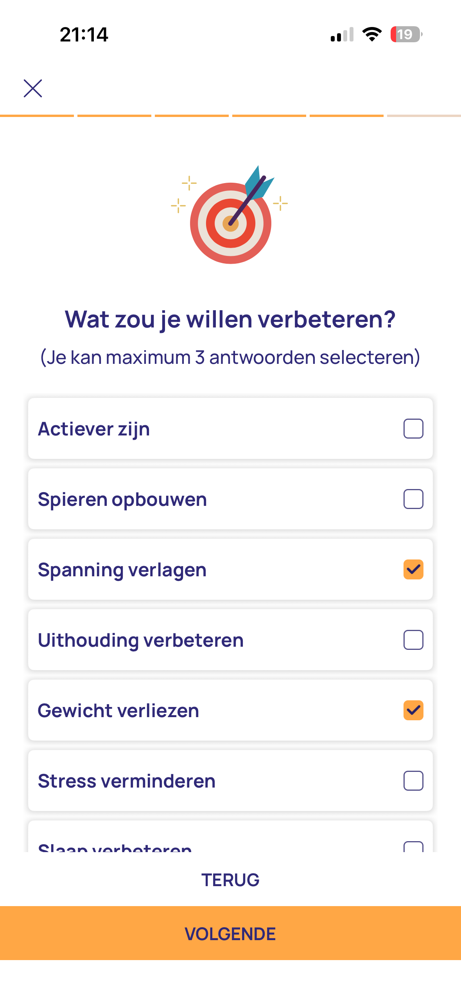 21:14
19
Wat zou je willen verbeteren?
(Je kan maximum 3 antwoorden selecteren)
Actiever zijn
Spieren opbouwen
Spanning verlagen
Uithouding verbeteren
Gewicht verliezen
Stress verminderen
Slaap verbeteren
TERUG
VOLGENDE